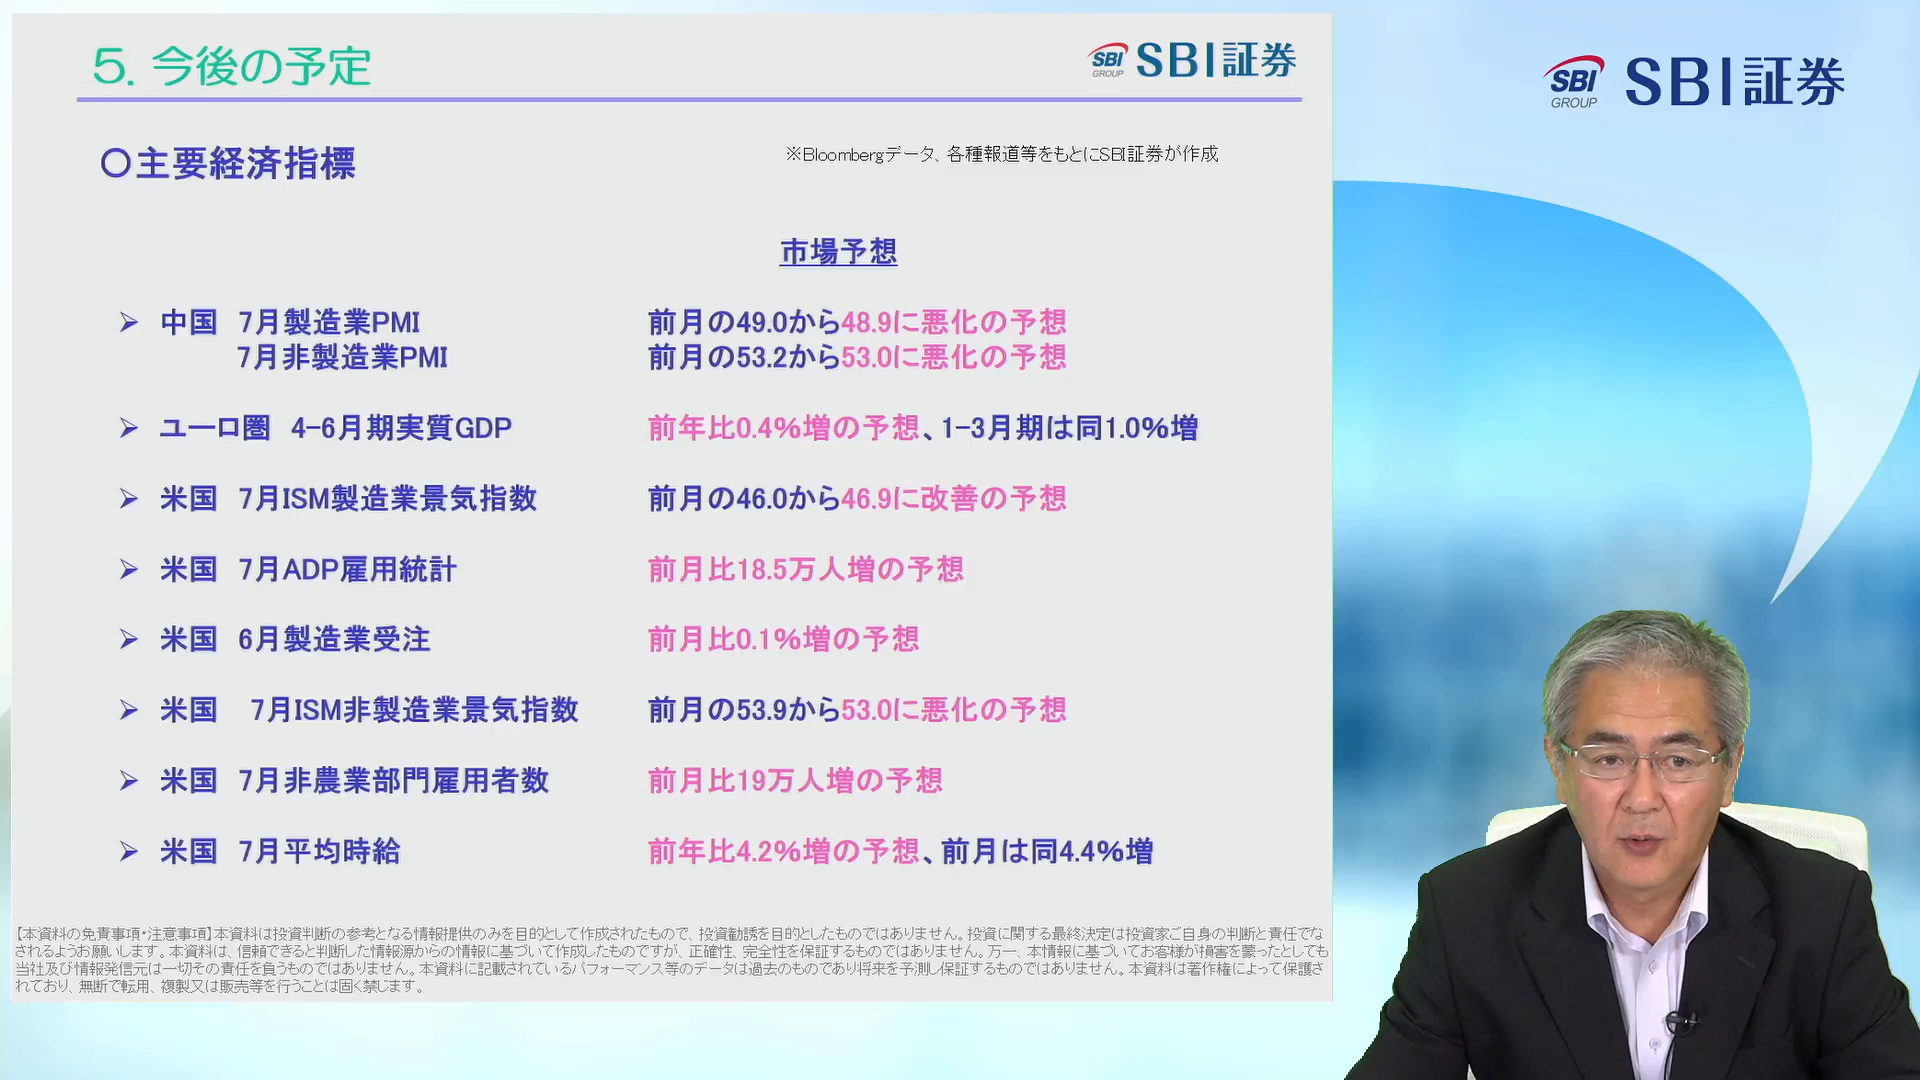 5. 今後の予定
SBI GROUP SBI証券
SBI GROUP SBI証券
〇主要経済指標
※Bloombergデータ、各種報道等をもとにSBI証券が作成
市場予想
➢ 中国 7月製造業PMI 前月の49.0から48.9に悪化の予想
7月非製造業PMI 前月の53.2から53.0に悪化の予想
➢ ユーロ圏 4-6月期実質GDP 前年比0.4%増の予想、1-3月期は同1.0%増
➢ 米国 7月ISM製造業景気指数 前月の46.0から46.9に改善の予想
➢ 米国 7月ADP雇用統計 前月比18.5万人増の予想
➢ 米国 6月製造業受注 前月比0.1%増の予想
➢ 米国 7月ISM非製造業景気指数 前月の53.9から53.0に悪化の予想
➢ 米国 7月非農業部門雇用者数 前月比19万人増の予想
➢ 米国 7月平均時給 前年比4.2%増の予想、前月は同4.4%増
【本資料の免責事項・注意事項】本資料は投資判断の参考となる情報提供のみを目的として作成されたもので、投資勧誘を目的としたものではありません。投資に関する最終決定は投資家ご自身の判断と責任でな
されるようお願いします。本資料は、信頼できると判断した情報源からの情報に基づいて作成したものですが、正確性、完全性を保証するものではありません。万一、本情報に基づいてお客様が損害を蒙ったとしても
当社及び情報発信元は一切その責任を負うものではありません。本資料に記載されているパフォーマンス等のデータは過去のものであり将来を予測し保証するものではありません。本資料は著作権によって保護さ
れており、無断で転用、複製又は販売等を行うことは固く禁じます。